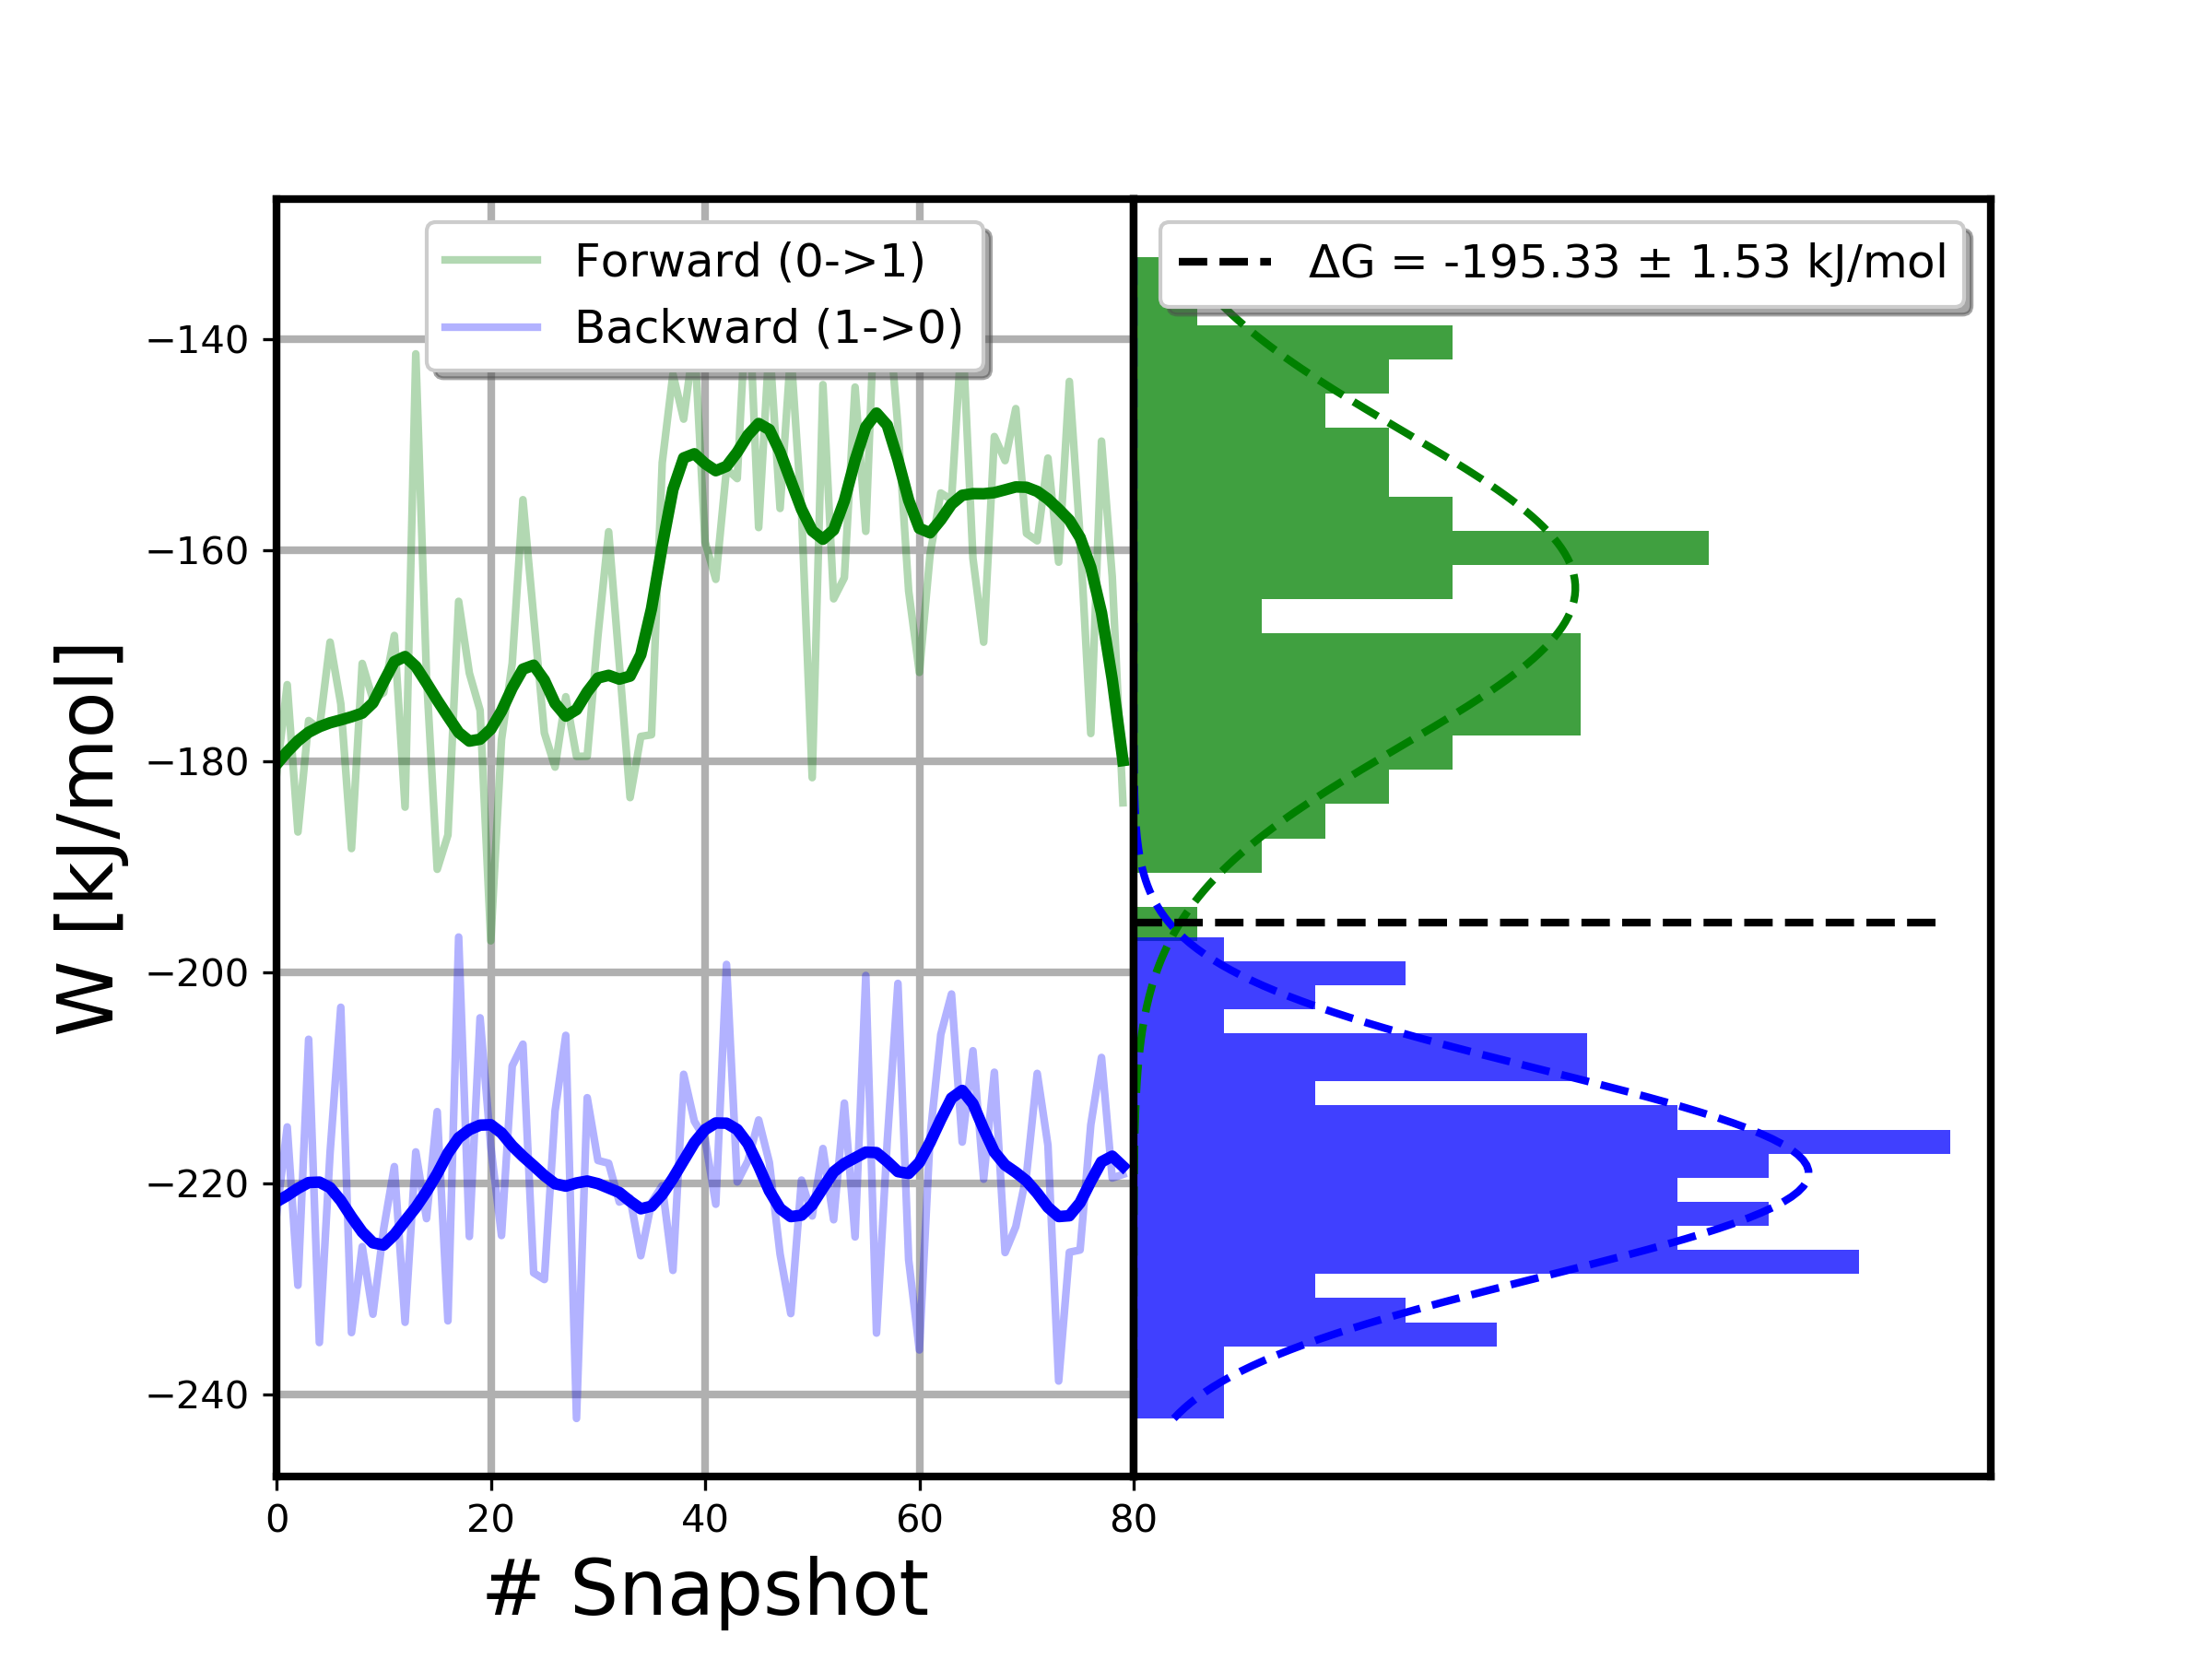 Forward (0->1)
Backward (1->0)
ΔG = -195.33 ± 1.53 kJ/mol
W [kJ/mol]
−140
−160
−180
−200
−220
−240
0 20 40 60 80
# Snapshot